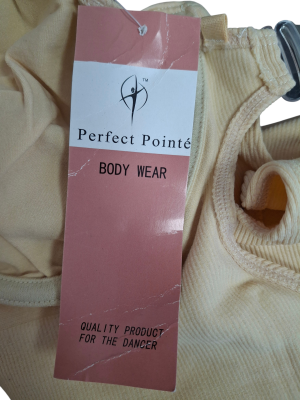 TM
Perfect Pointé
BODY WEAR
QUALITY PRODUCT
FOR THE DANCER